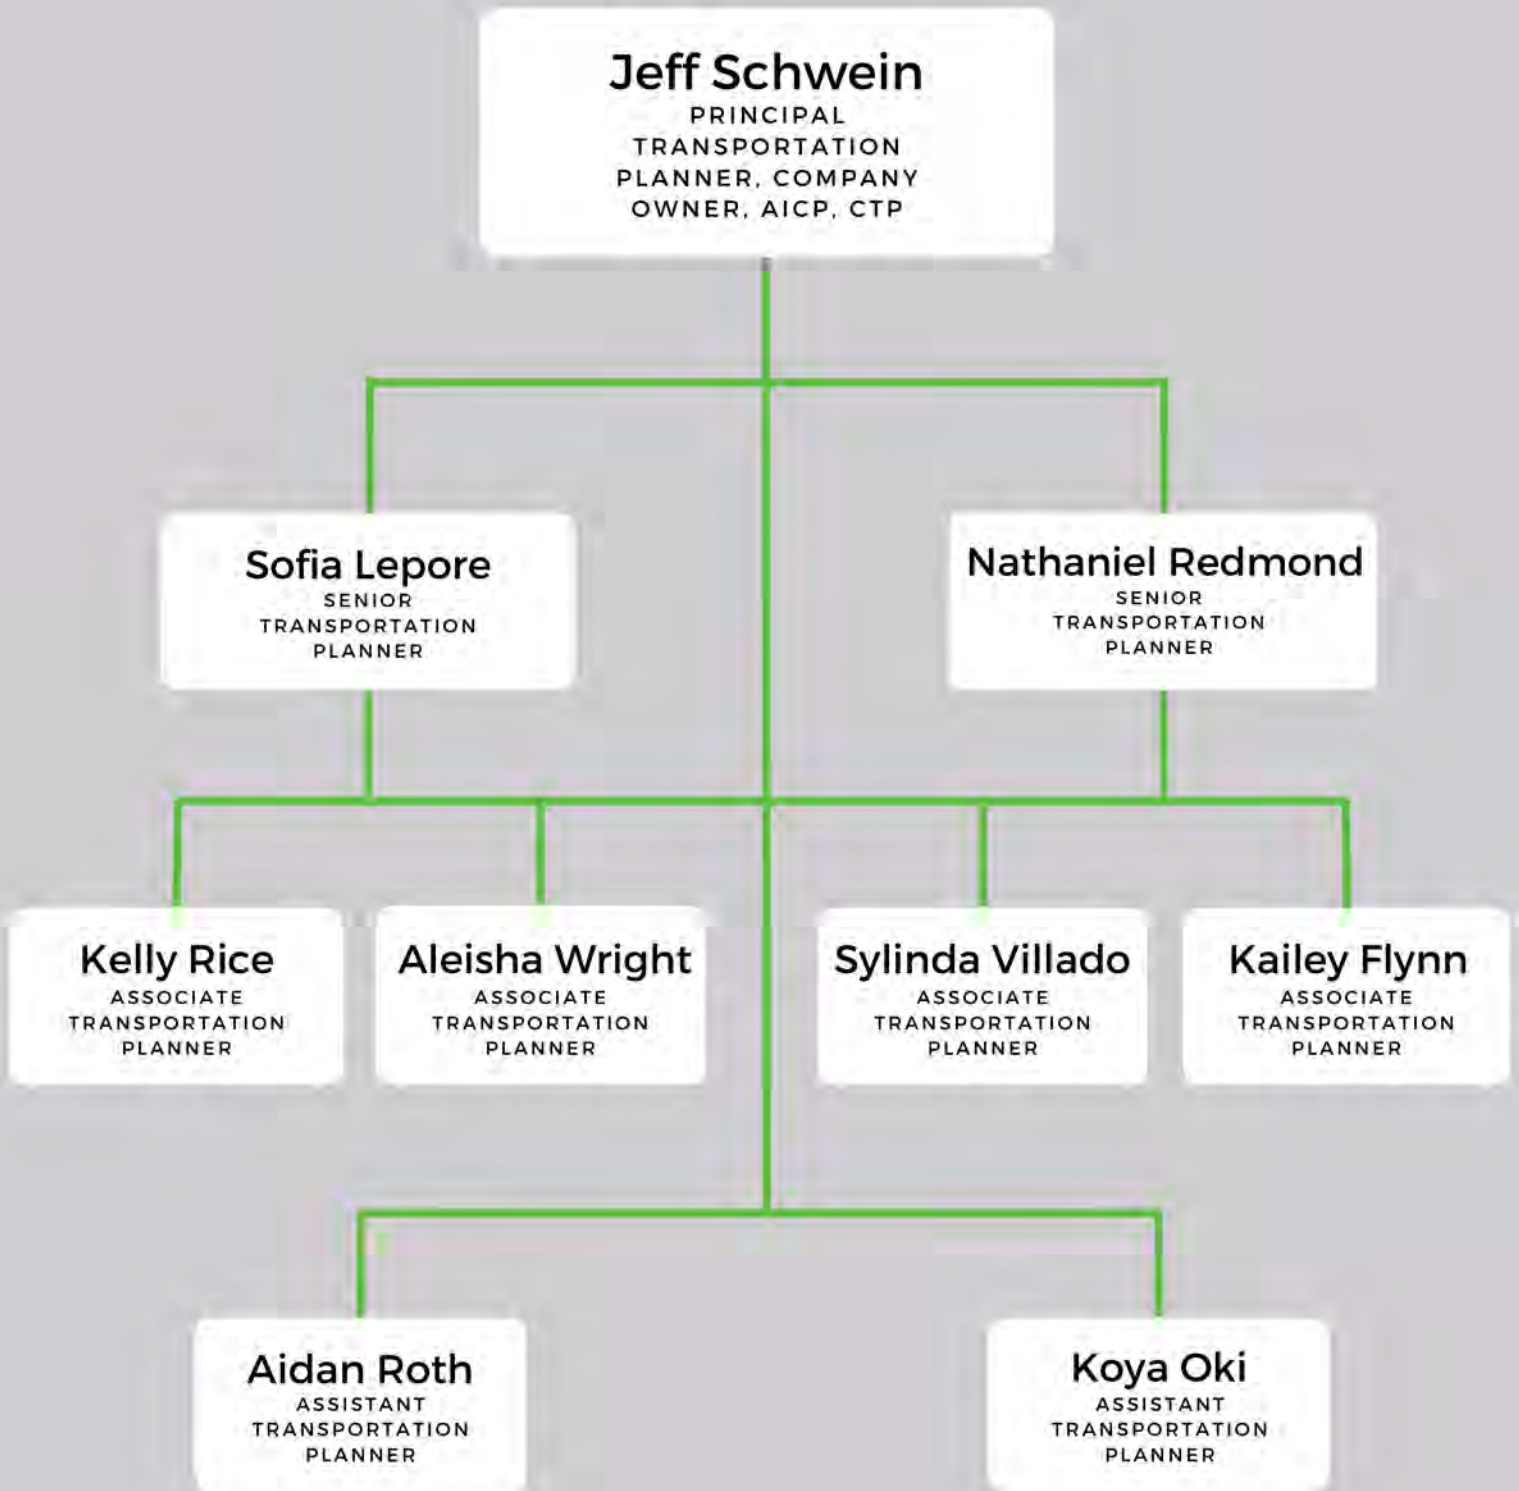 Jeff Schwein
PRINCIPAL
TRANSPORTATION
PLANNER, COMPANY
OWNER, AICP, CTP
Sofia Lepore
SENIOR
TRANSPORTATION
PLANNER
Nathaniel Redmond
SENIOR
TRANSPORTATION
PLANNER
Kelly Rice
ASSOCIATE
TRANSPORTATION
PLANNER
Aleisha Wright
ASSOCIATE
TRANSPORTATION
PLANNER
Sylinda Villado
ASSOCIATE
TRANSPORTATION
PLANNER
Kailey Flynn
ASSOCIATE
TRANSPORTATION
PLANNER
Aidan Roth
ASSISTANT
TRANSPORTATION
PLANNER
Koya Oki
ASSISTANT
TRANSPORTATION
PLANNER